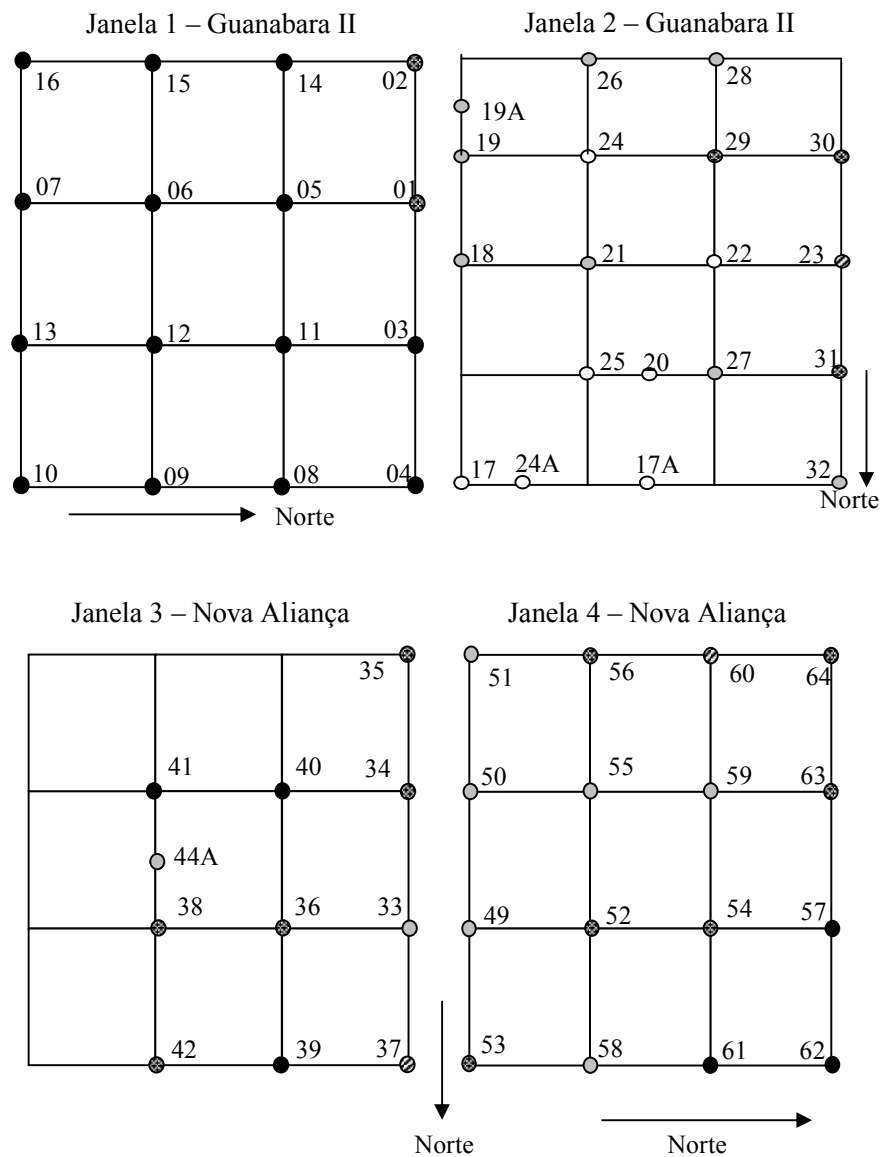 Janela 1 – Guanabara II
16 15 14 02
07 06 05 01
13 12 11 03
10 09 08 04
Norte
Janela 2 – Guanabara II
26 28
19A
19 24 29 30
18 21 22 23
25 20 27 31
17 24A 17A 32
Norte
Janela 3 – Nova Aliança
35
41 40 34
44A
38 36 33
42 39 37
Norte
Janela 4 – Nova Aliança
51 56 60 64
50 55 59 63
49 52 54 57
53 58 61 62
Norte